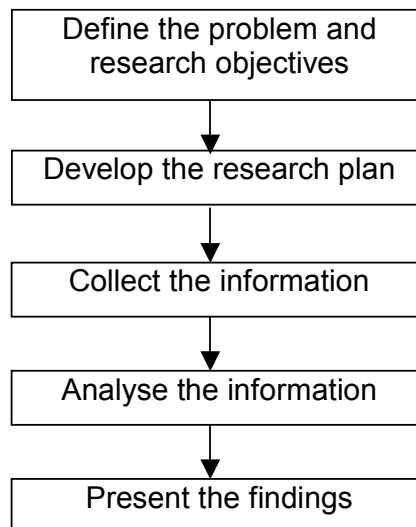 Define the problem and
research objectives
Develop the research plan
Collect the information
Analyse the information
Present the findings